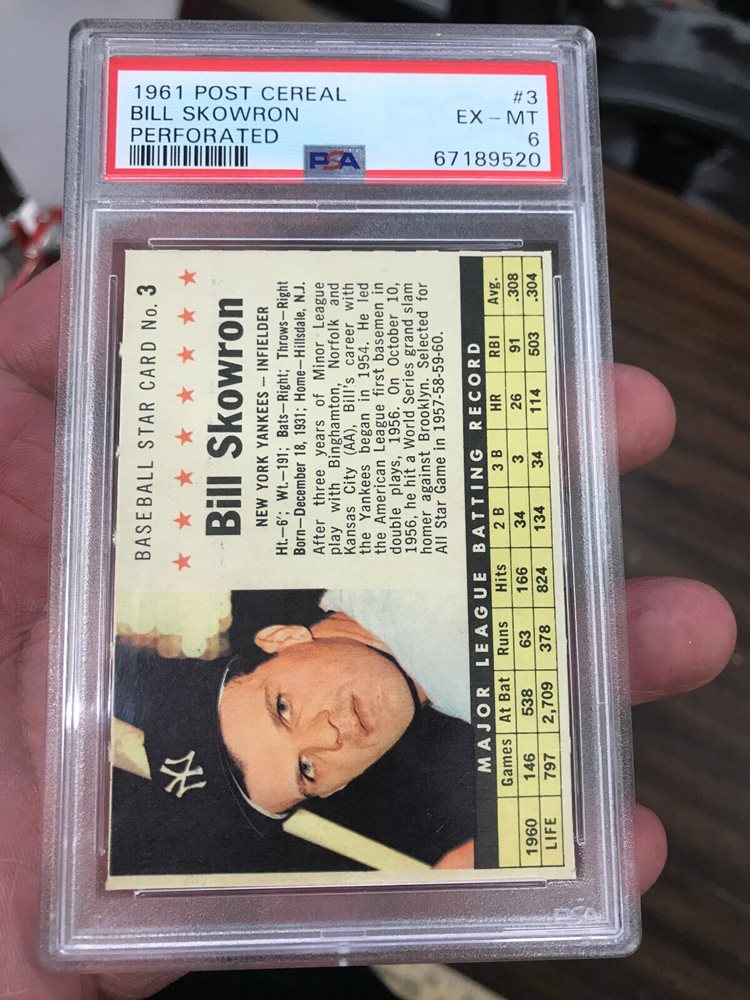 1961 POST CEREAL #3
BILL SKOWRON EX - MT
PERFORATED 6
PSA 67189520
BASEBALL STAR CARD No. 3
Bill Skowron
NEW YORK YANKEES — INFIELDER
Ht.—6'; Wt.—191; Bats—Right; Throws—Right
Born—December 18, 1931; Home—Hillsdale, N.J.
After three years of Minor League
play with Binghamton, Norfolk and
Kansas City (AA), Bill's career with
the Yankees began in 1954. He led
the American League first basemen in
double plays, 1956. On October 10,
1956, he hit a World Series grand slam
homer against Brooklyn. Selected for
All Star Game in 1957-58-59-60.
NY
MAJOR LEAGUE BATTING RECORD
Games At Bat Runs Hits 2 B 3 B HR RBI Avg.
1960 146 538 63 166 34 3 26 91 .308
LIFE 797 2,709 378 824 134 34 114 503 .304
PSA